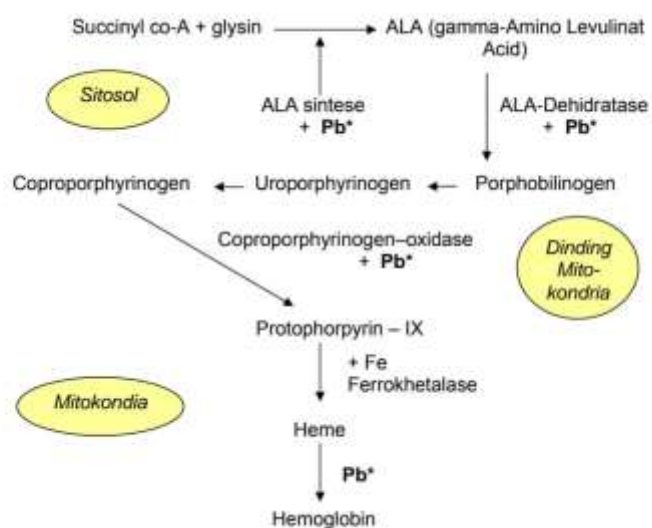 Succinyl co-A + glysin
ALA (gamma-Amino Levulinat
Acid)
Sitosol
ALA sintese
+ Pb*
ALA-Dehidratase
+ Pb*
Coproporphyrinogen
Uroporphyrinogen
Porphobilinogen
Coproporphyrinogen–oxidase
+ Pb*
Dinding
Mito-
kondria
Protophorpyrin – IX
+ Fe
Ferrokhetalase
Mitokondia
Heme
Pb*
Hemoglobin